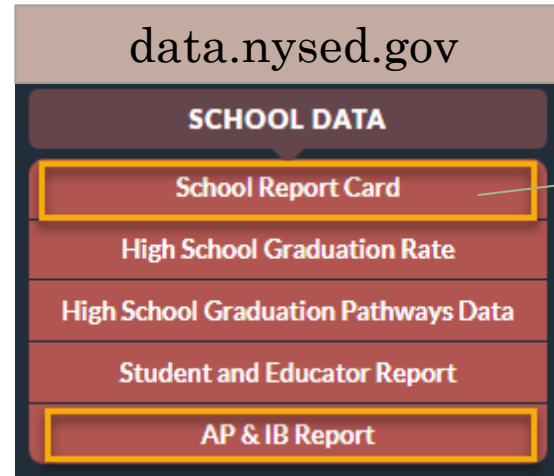 data.nysed.gov
SCHOOL DATA
School Report Card
High School Graduation Rate
High School Graduation Pathways Data
Student and Educator Report
AP & IB Report